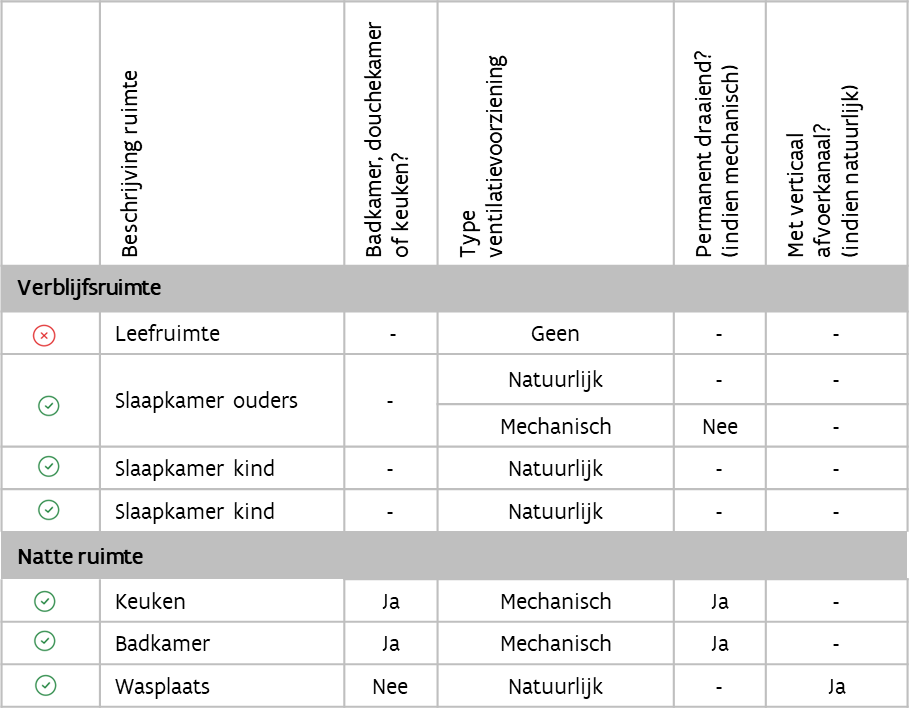 Beschrijving ruimte
Badkamer, douchekamer
of keuken?
Type
ventilatievoorziening
Permanent draaiend?
(indien mechanisch)
Met verticaal
afvoerkanaal?
(indien natuurlijk)
Verblijfsruimte
Leefruimte - Geen - -
Slaapkamer ouders - Natuurlijk - -
Mechanisch Nee -
Slaapkamer kind - Natuurlijk - -
Slaapkamer kind - Natuurlijk - -
Natte ruimte
Keuken Ja Mechanisch Ja -
Badkamer Ja Mechanisch Ja -
Wasplaats Nee Natuurlijk - Ja